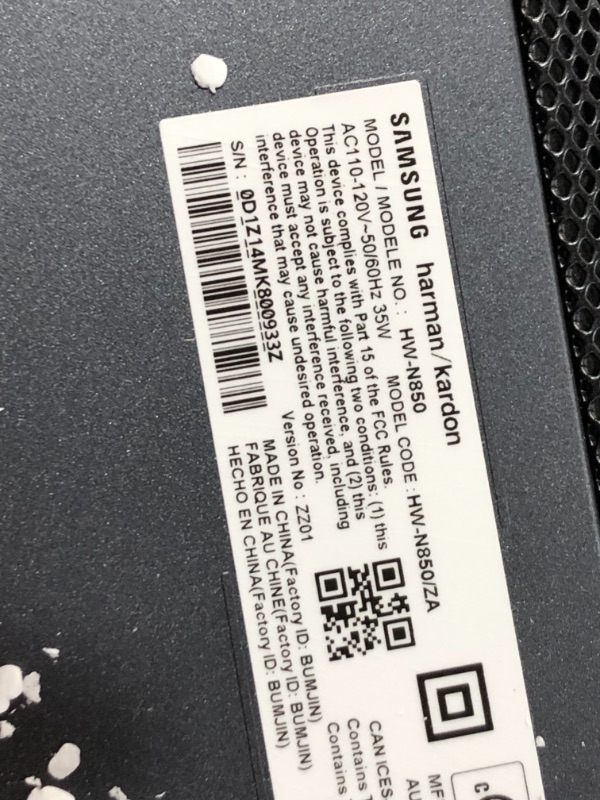 SAMSUNG harman/kardon
MODEL / MODELE NO. : HW-N850
MODEL CODE : HW-N850/ZA
AC110-120V~50/60Hz 35W
This device complies with Part 15 of the FCC Rules.
Operation is subject to the following two conditions: (1) this
device may not cause harmful interference, and (2) this
device must accept any interference received, including
interference that may cause undesired operation.
S/N : 0D1Z14MK800933Z
Version No : ZZ01
MADE IN CHINA(Factory ID: BUMJIN)
FABRIQUE AU CHINE(Factory ID: BUMJIN)
HECHO EN CHINA(Factory ID: BUMJIN)
CAN ICES-
Contains
Contains